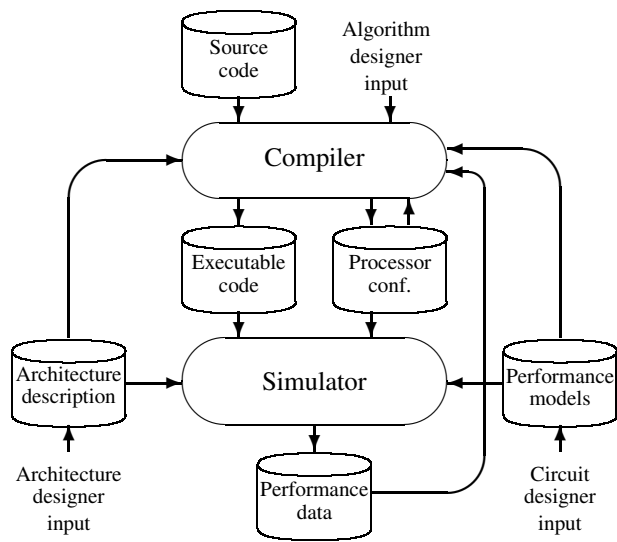 Source
code
Algorithm
designer
input
Compiler
Executable
code
Processor
conf.
Architecture
description
Simulator
Performance
models
Architecture
designer
input
Performance
data
Circuit
designer
input